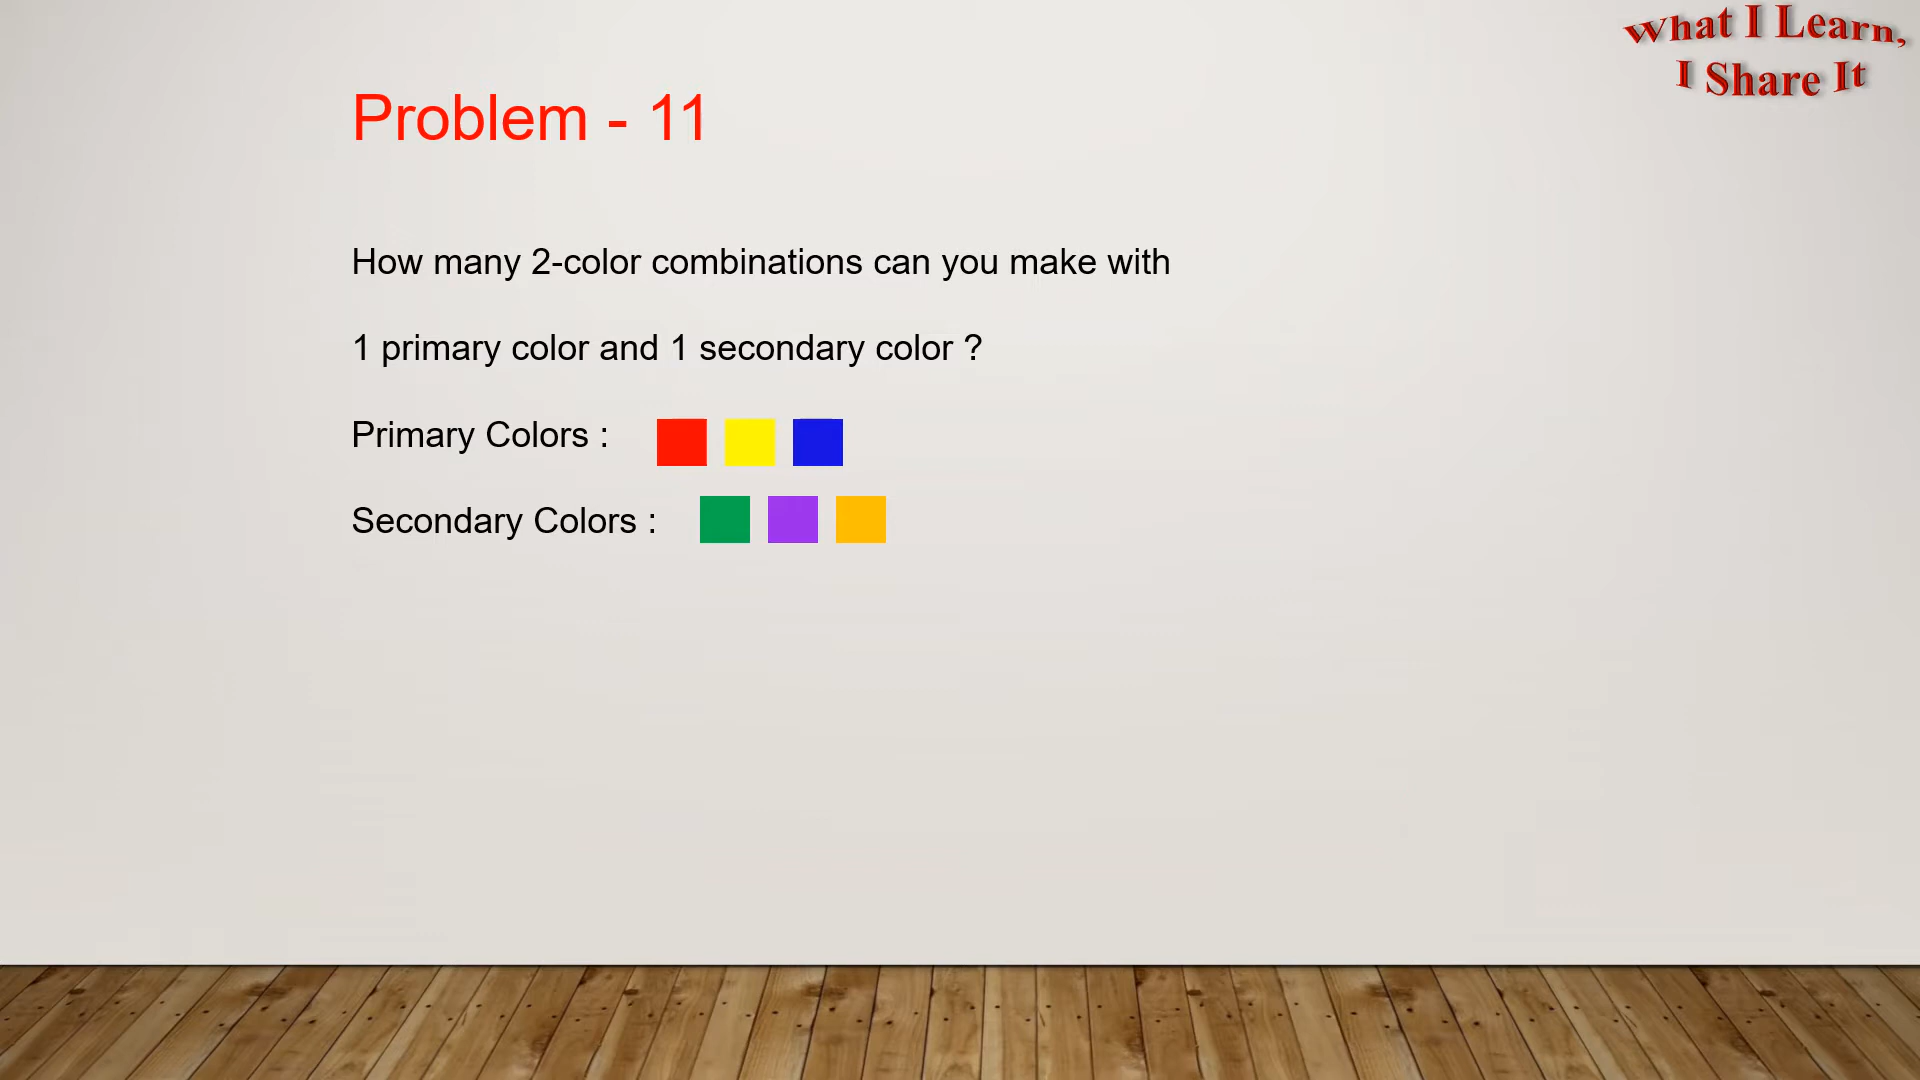 What I Learn,
I Share It
Problem - 11
How many 2-color combinations can you make with
1 primary color and 1 secondary color ?
Primary Colors :
Secondary Colors :